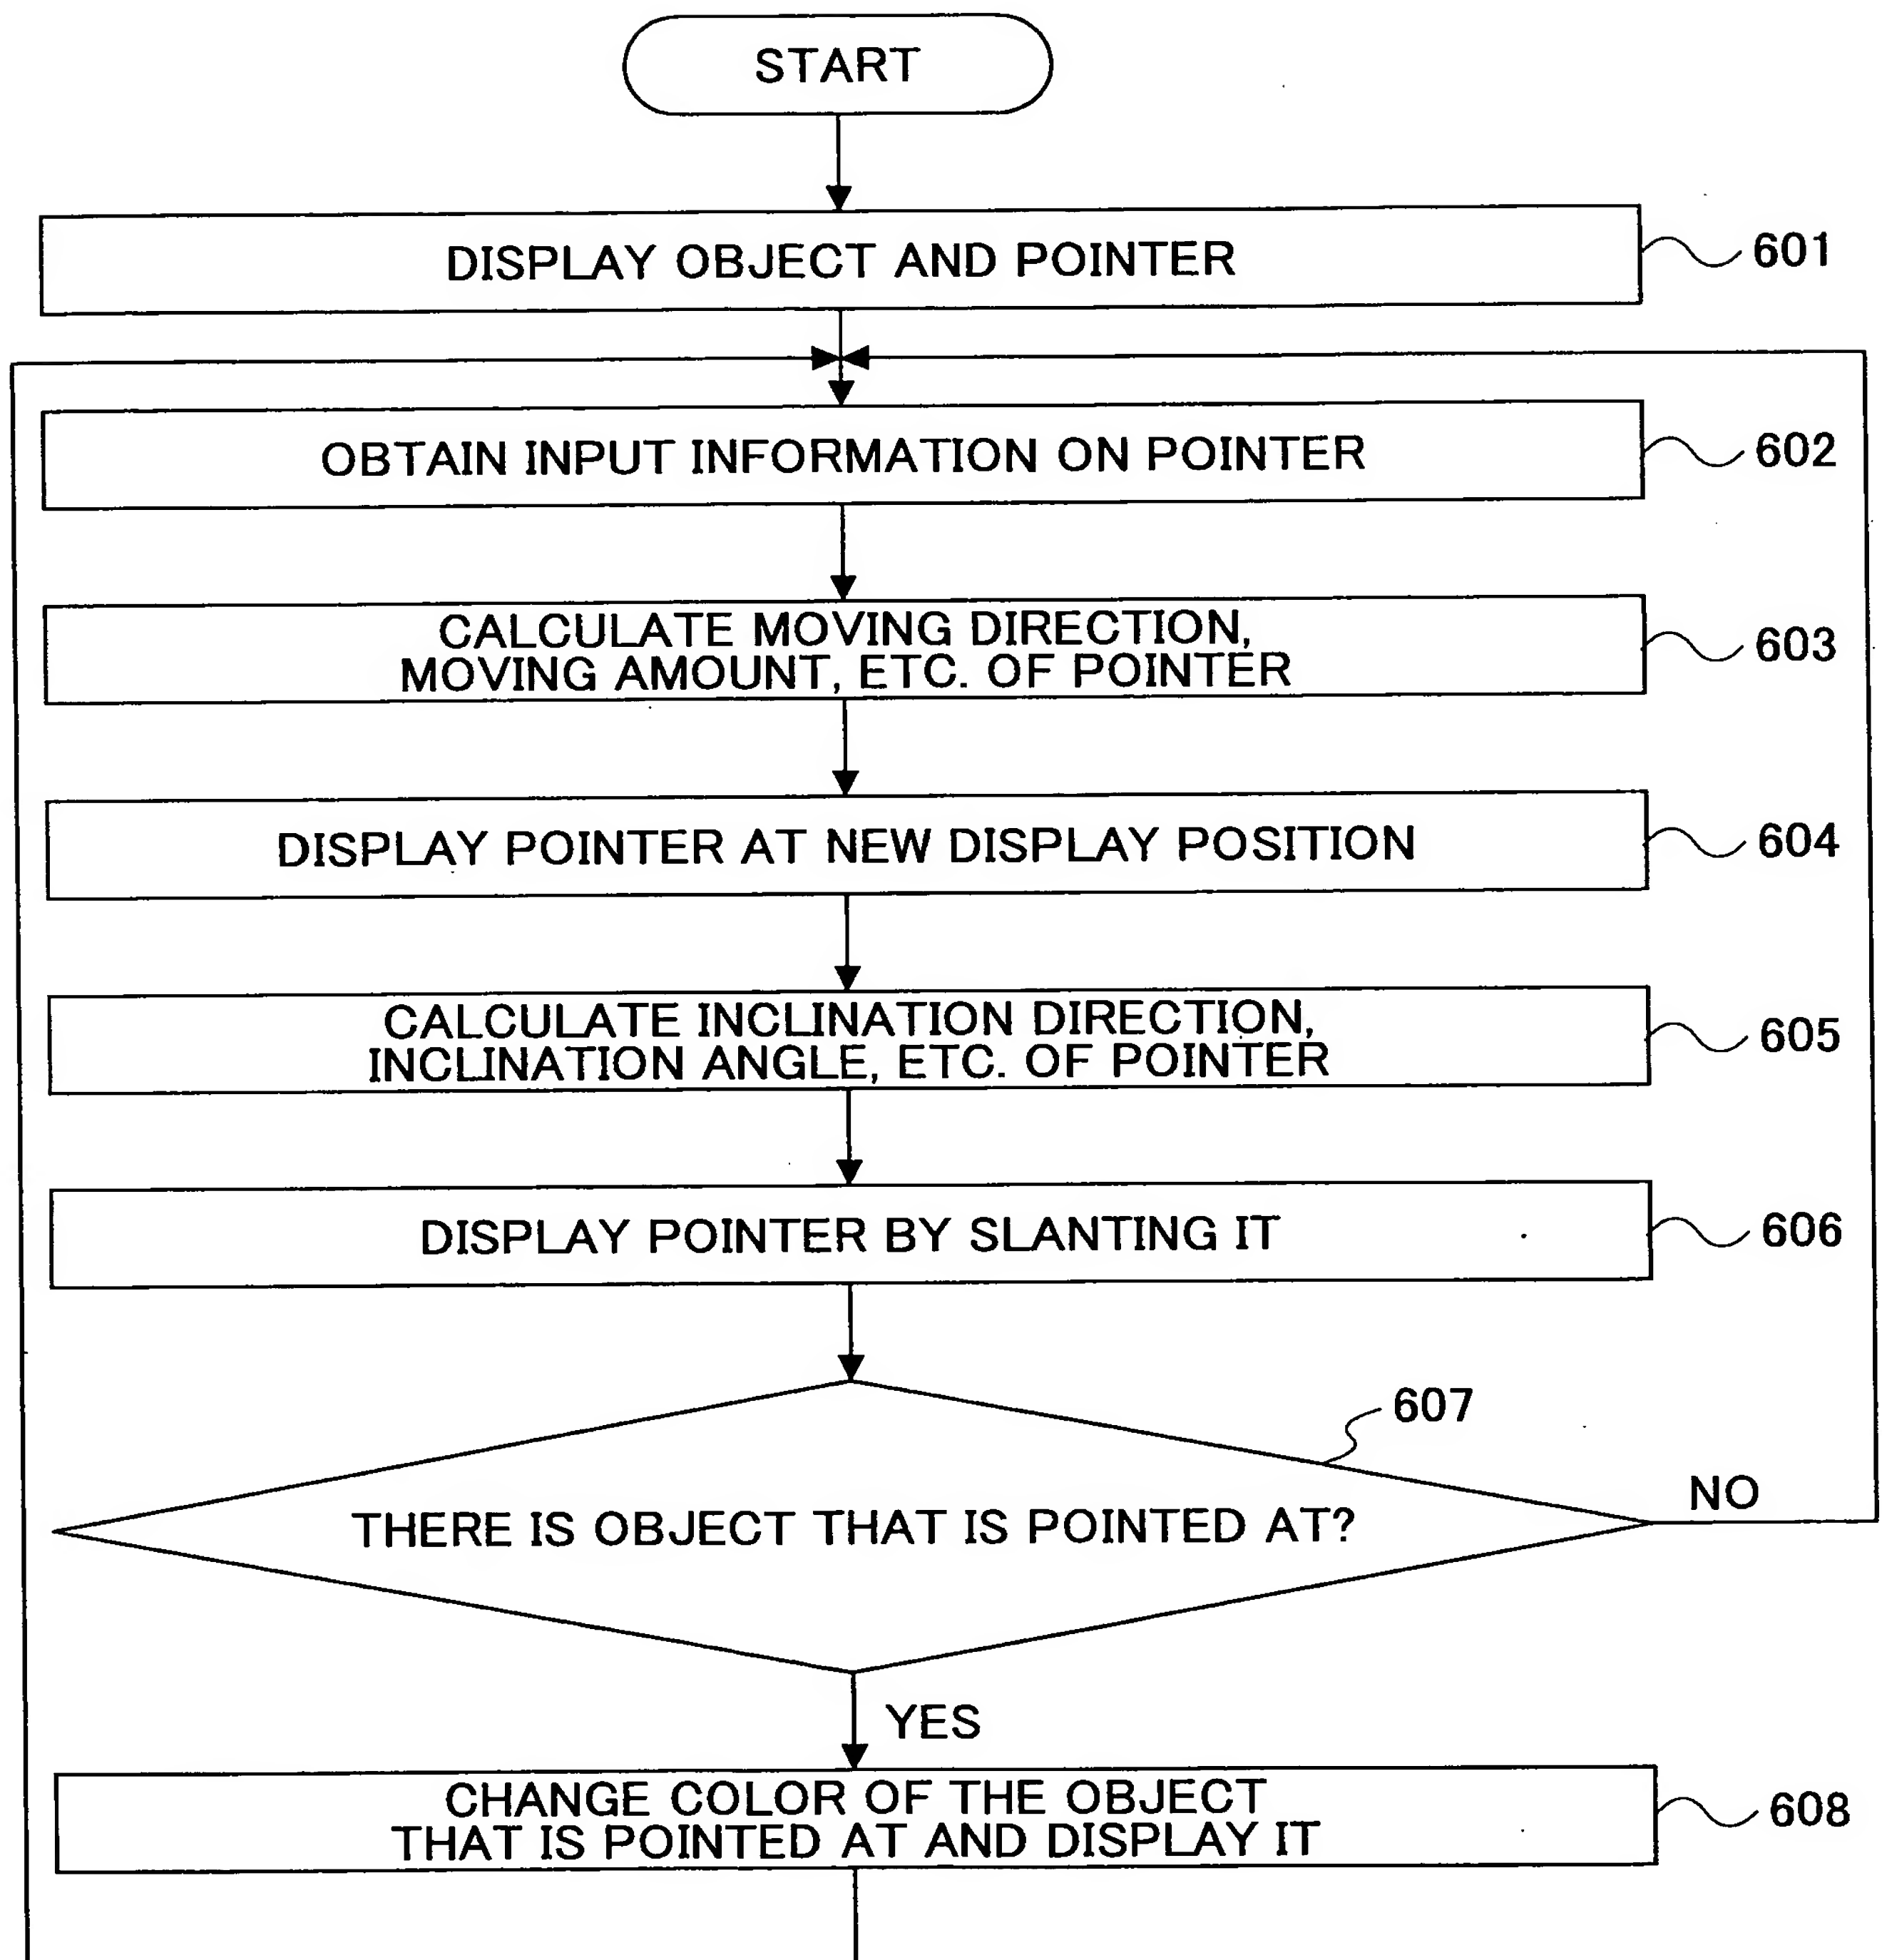 START
DISPLAY OBJECT AND POINTER
601
OBTAIN INPUT INFORMATION ON POINTER
602
CALCULATE MOVING DIRECTION,
MOVING AMOUNT, ETC. OF POINTER
603
DISPLAY POINTER AT NEW DISPLAY POSITION
604
CALCULATE INCLINATION DIRECTION,
INCLINATION ANGLE, ETC. OF POINTER
605
DISPLAY POINTER BY SLANTING IT
606
607
NO
THERE IS OBJECT THAT IS POINTED AT?
YES
CHANGE COLOR OF THE OBJECT
THAT IS POINTED AT AND DISPLAY IT
608